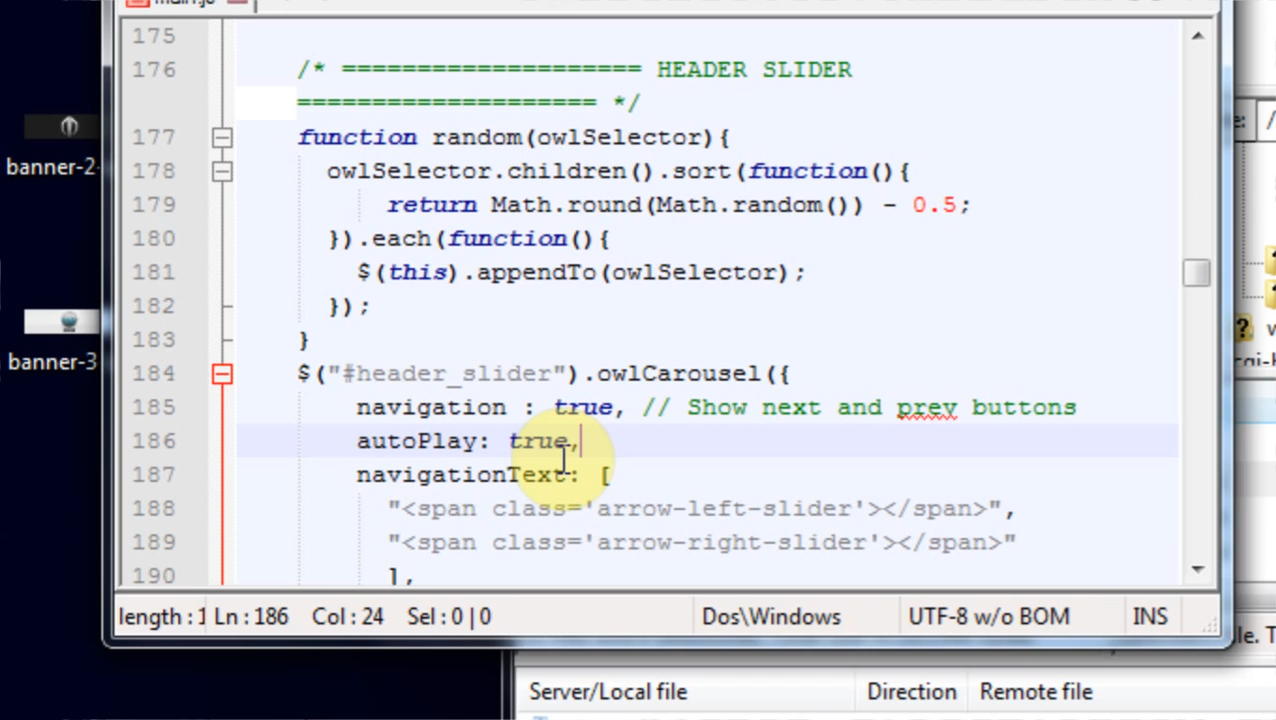 175
176 /* ==================== HEADER SLIDER
==================== */
177 function random(owlSelector){
178 owlSelector.children().sort(function(){
179 return Math.round(Math.random()) - 0.5;
180 }).each(function(){
181 $(this).appendTo(owlSelector);
182 });
183 }
184 $("#header_slider").owlCarousel({
185 navigation : true, // Show next and prev buttons
186 autoPlay: true,
187 navigationText: [
188 "<span class='arrow-left-slider'></span>",
189 "<span class='arrow-right-slider'></span>"
190 ],
length : 1 Ln : 186 Col : 24 Sel : 0 | 0 Dos\Windows UTF-8 w/o BOM INS
banner-2-
banner-3
Server/Local file Direction Remote file